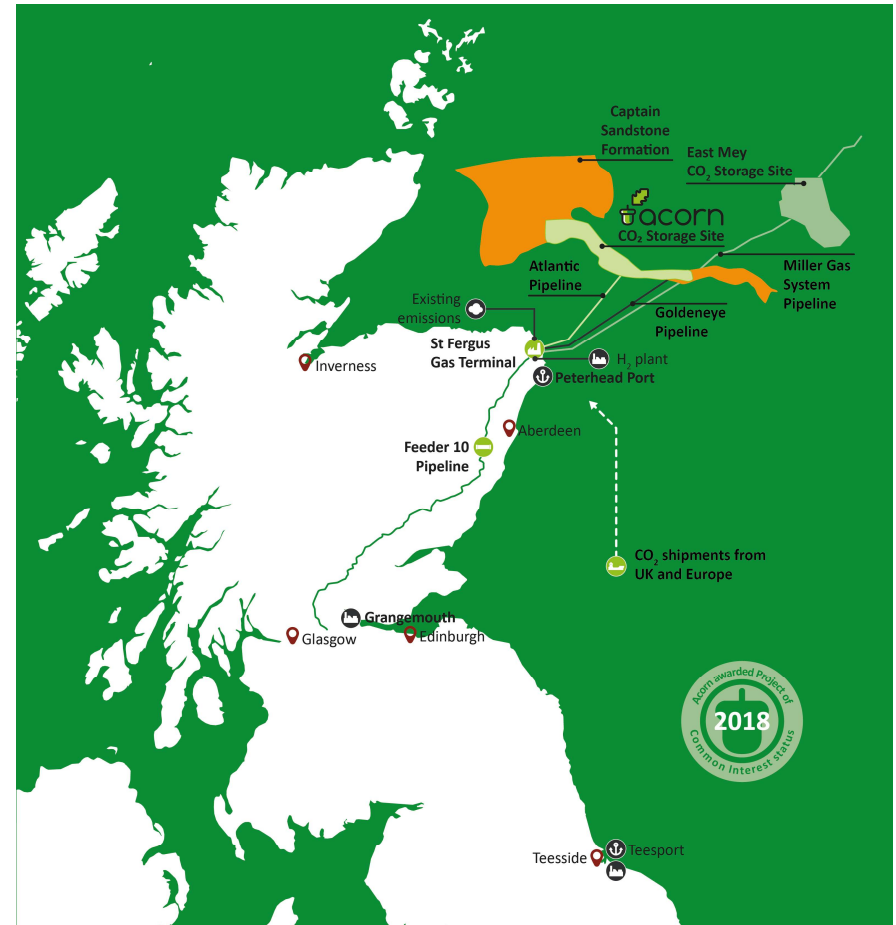 Captain
Sandstone
Formation
East Mey
CO₂ Storage Site
acorn
CO₂ Storage Site
Atlantic
Pipeline
Miller Gas
System
Pipeline
Goldeneye
Pipeline
Existing
emissions
St Fergus
Gas Terminal
H₂ plant
Inverness
Peterhead Port
Aberdeen
Feeder 10
Pipeline
CO₂ shipments from
UK and Europe
Grangemouth
Glasgow
Edinburgh
Acorn awarded Project of
2018
Common Interest status
Teesport
Teesside